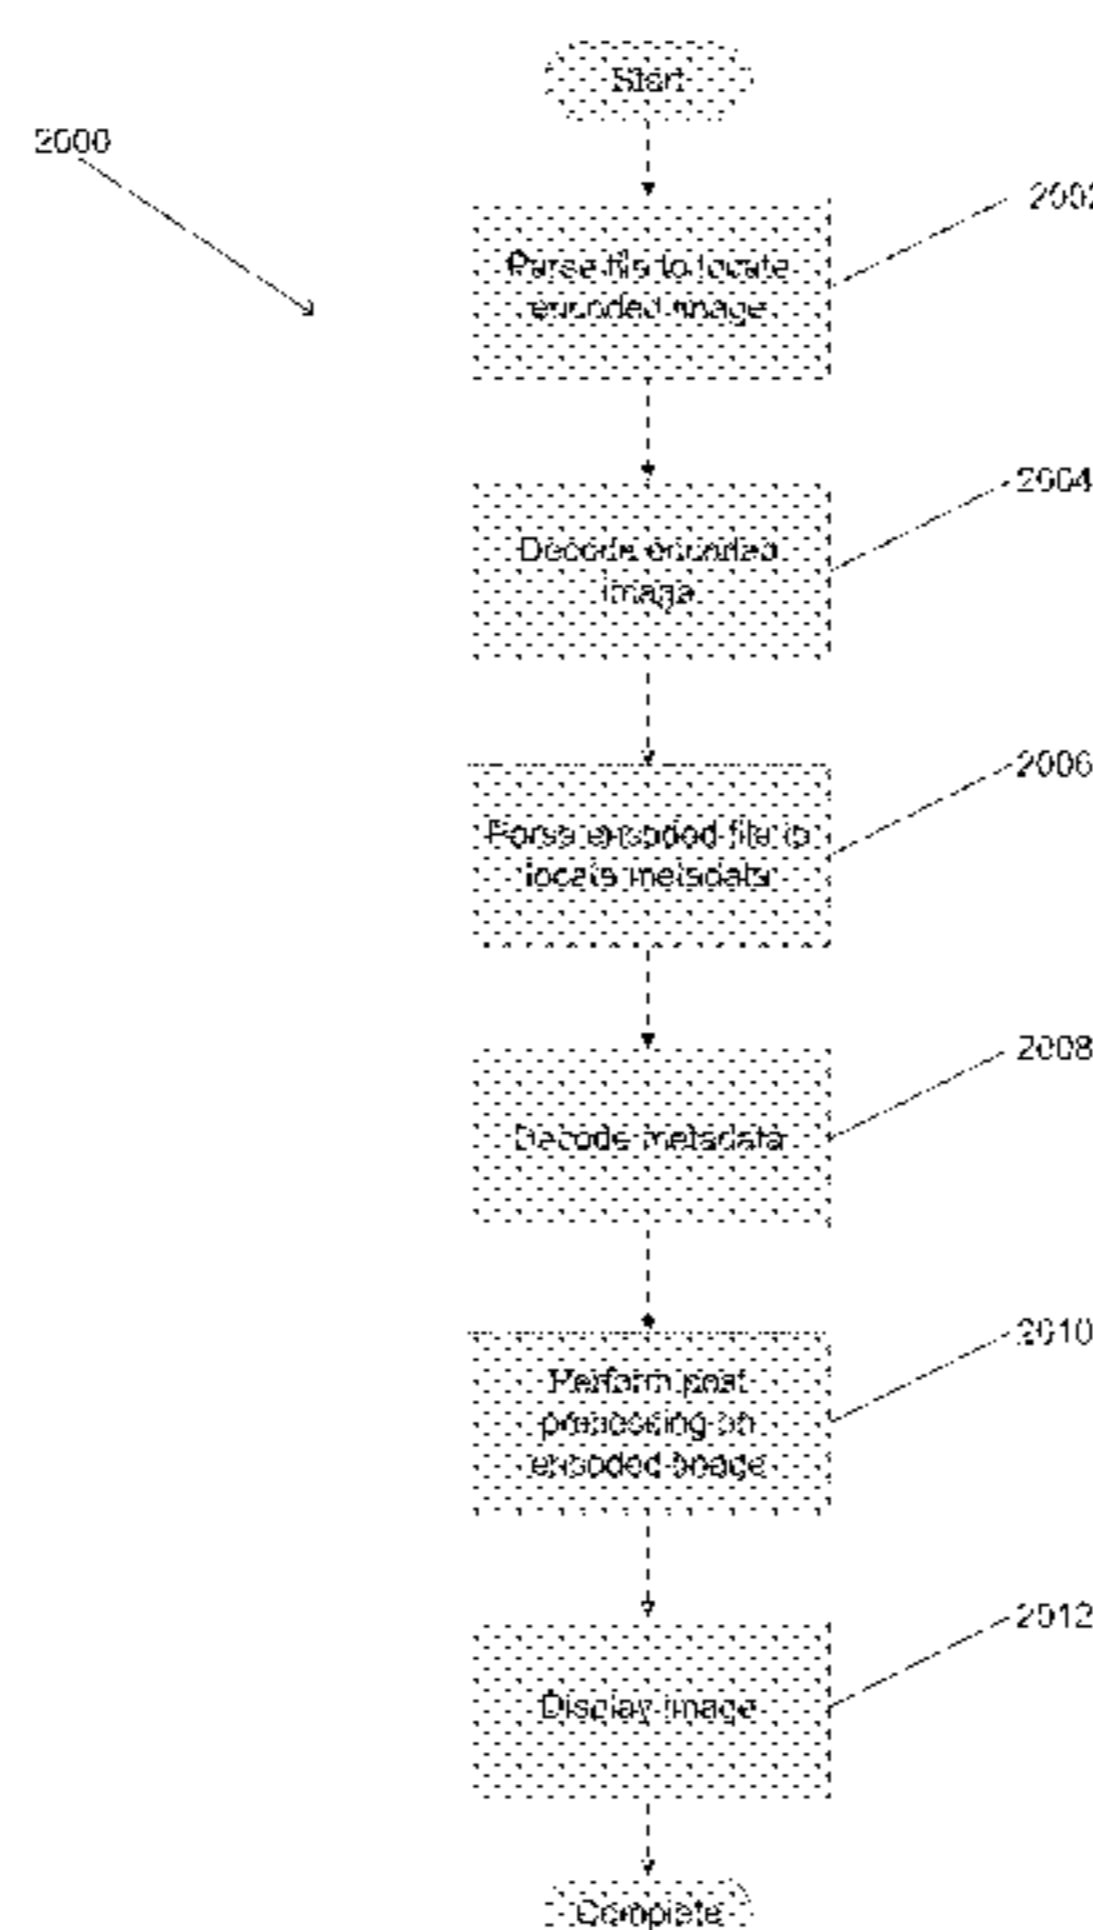 Start
2000
2002
Parse file to locate
encoded image
2004
Decode encoded
image
2006
Parse encoded file to
locate metadata
2008
Decode metadata
2010
Perform post
processing on
encoded image
2012
Display image
Complete